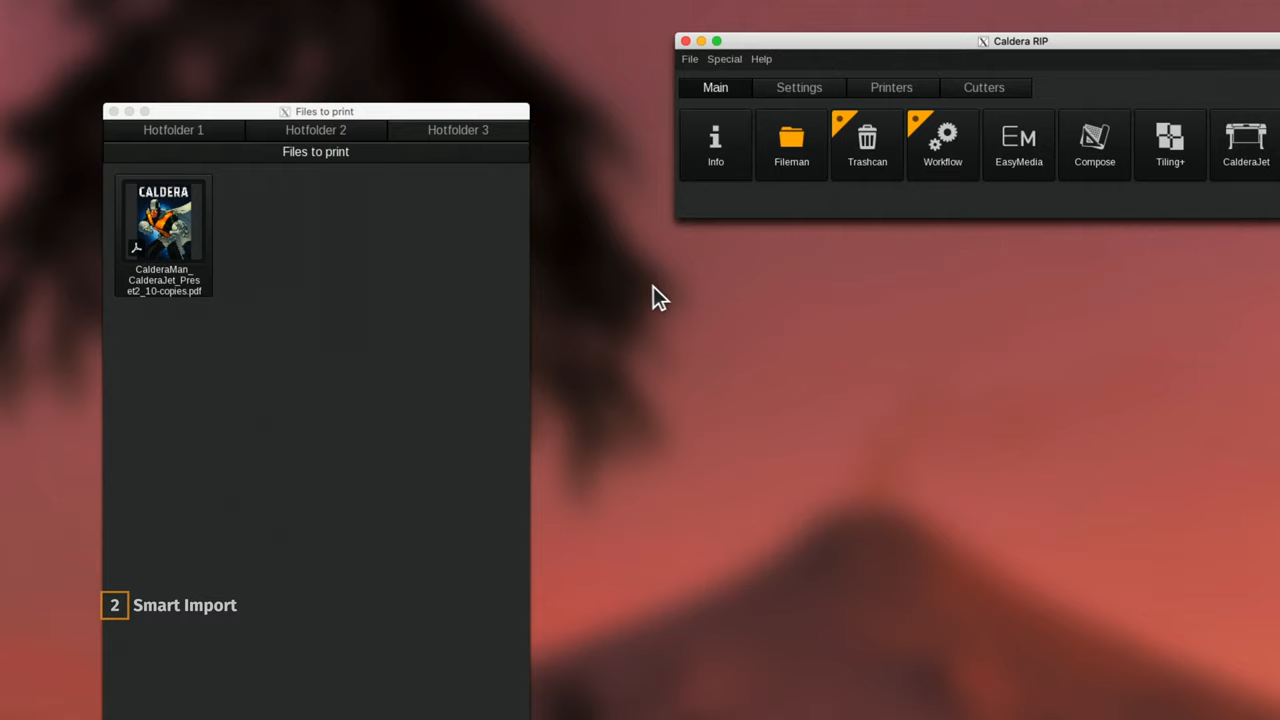 Caldera RIP
File Special Help
Main Settings Printers Cutters
Info Fileman Trashcan Workflow EasyMedia Compose Tiling+ CalderaJet
EM
Files to print
Hotfolder 1 Hotfolder 2 Hotfolder 3
Files to print
CALDERA
CalderaMan_
CalderaJet_Pres
et2_10-copies.pdf
2 Smart Import